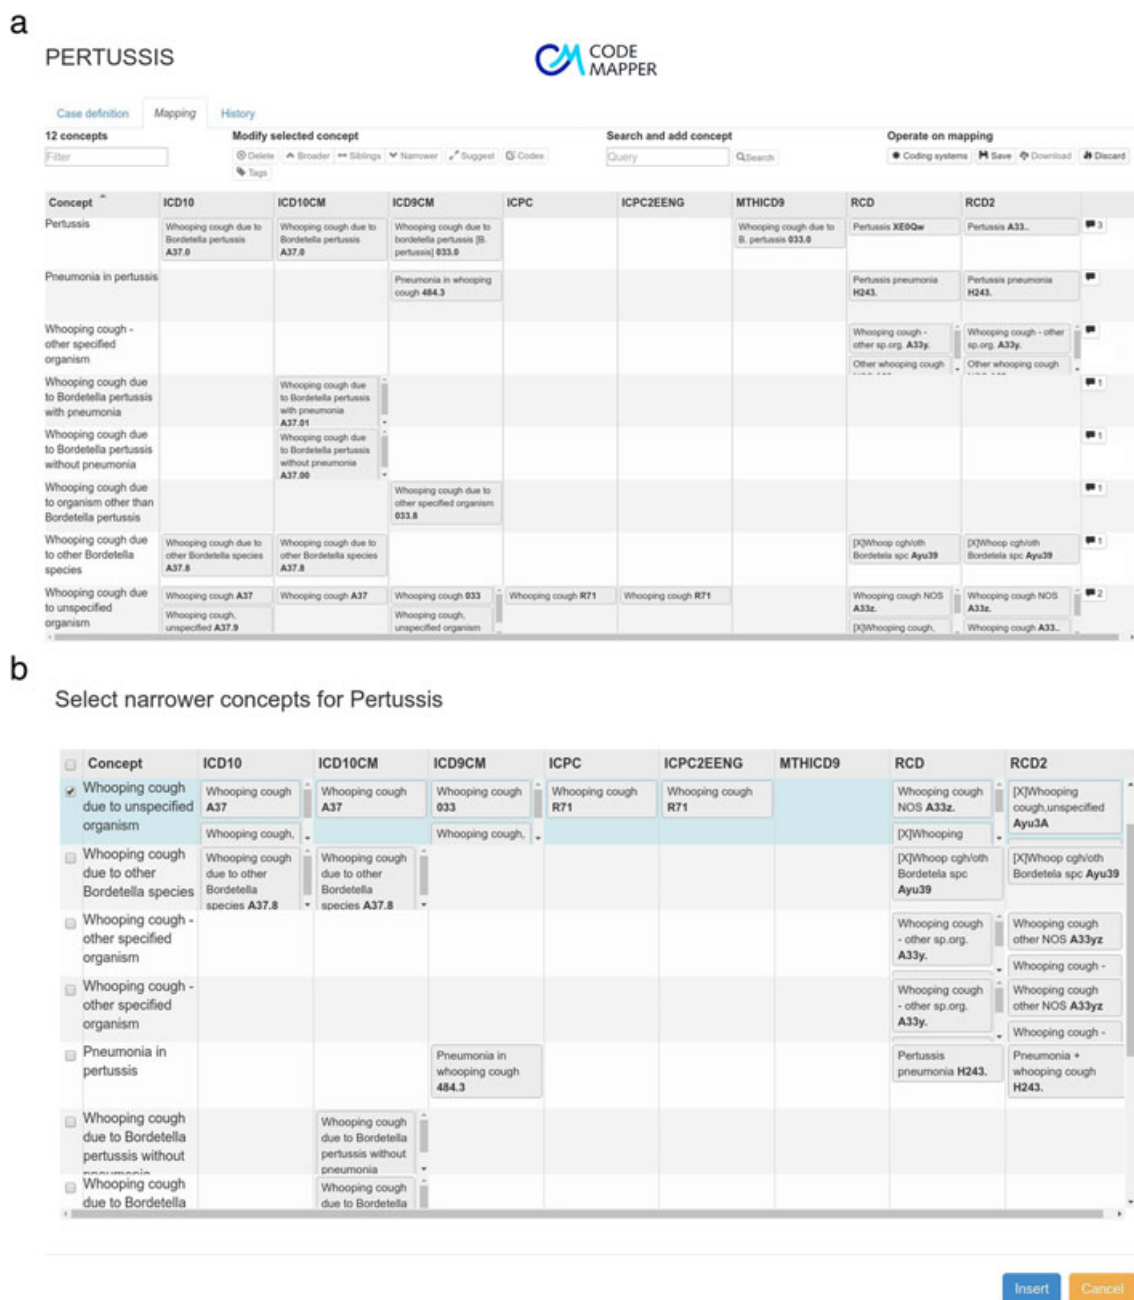 a
PERTUSSIS
CODE
MAPPER
Case definition Mapping History
12 concepts Modify selected concept Search and add concept Operate on mapping
Filter Delete Broader Siblings Narrower Suggest Codes Query Search Coding systems Save Download Discard
Tags
Concept ICD10 ICD10CM ICD9CM ICPC ICPC2EENG MTHICD9 RCD RCD2
Pertussis
Whooping cough due to
Bordetella pertussis
A37.0
Whooping cough due to
Bordetella pertussis
A37.0
Whooping cough due to
bordetella pertussis [B.
pertussis] 033.0
Whooping cough due to
B. pertussis 033.0
Pertussis XE0Qw
Pertussis A33..
3
Pneumonia in pertussis
Pneumonia in whooping
cough 484.3
Pertussis pneumonia
H243.
Pertussis pneumonia
H243.
Whooping cough -
other specified
organism
Whooping cough -
other sp.org. A33y.
Other whooping cough
Whooping cough - other
sp.org. A33y.
Other whooping cough
Whooping cough due
to Bordetella pertussis
with pneumonia
Whooping cough due
to Bordetella pertussis
with pneumonia
A37.01
1
Whooping cough due
to Bordetella pertussis
without pneumonia
Whooping cough due
to Bordetella pertussis
without pneumonia
A37.00
1
Whooping cough due
to organism other than
Bordetella pertussis
Whooping cough due to
other specified organism
033.8
1
Whooping cough due
to other Bordetella
species
Whooping cough due to
other Bordetella species
A37.8
Whooping cough due to
other Bordetella species
A37.8
[X]Whoop cgh/oth
Bordetela spc Ayu39
[X]Whoop cgh/oth
Bordetela spc Ayu39
1
Whooping cough due
to unspecified
organism
Whooping cough A37
Whooping cough,
unspecified A37.9
Whooping cough A37
Whooping cough 033
Whooping cough,
unspecified organism
Whooping cough R71
Whooping cough R71
Whooping cough NOS
A33z.
[X]Whooping cough,
Whooping cough NOS
A33z.
Whooping cough A33..
2
b
Select narrower concepts for Pertussis
Concept ICD10 ICD10CM ICD9CM ICPC ICPC2EENG MTHICD9 RCD RCD2
Whooping cough
due to unspecified
organism
Whooping cough
A37
Whooping cough,
Whooping cough
A37
Whooping cough
033
Whooping cough,
Whooping cough
R71
Whooping cough
R71
Whooping cough
NOS A33z.
[X]Whooping
[X]Whooping
cough,unspecified
Ayu3A
Whooping cough
due to other
Bordetella species
Whooping cough
due to other
Bordetella
species A37.8
Whooping cough
due to other
Bordetella
species A37.8
[X]Whoop cgh/oth
Bordetela spc
Ayu39
[X]Whoop cgh/oth
Bordetela spc Ayu39
Whooping cough -
other specified
organism
Whooping cough
- other sp.org.
A33y.
Whooping cough
other NOS A33yz
Whooping cough -
Whooping cough -
other specified
organism
Whooping cough
- other sp.org.
A33y.
Whooping cough
other NOS A33yz
Whooping cough -
Pneumonia in
pertussis
Pneumonia in
whooping cough
484.3
Pertussis
pneumonia H243.
Pneumonia +
whooping cough
H243.
Whooping cough
due to Bordetella
pertussis without
pneumonia
Whooping cough
due to Bordetella
pertussis without
pneumonia
Whooping cough
due to Bordetella
Whooping cough
due to Bordetella
Insert Cancel